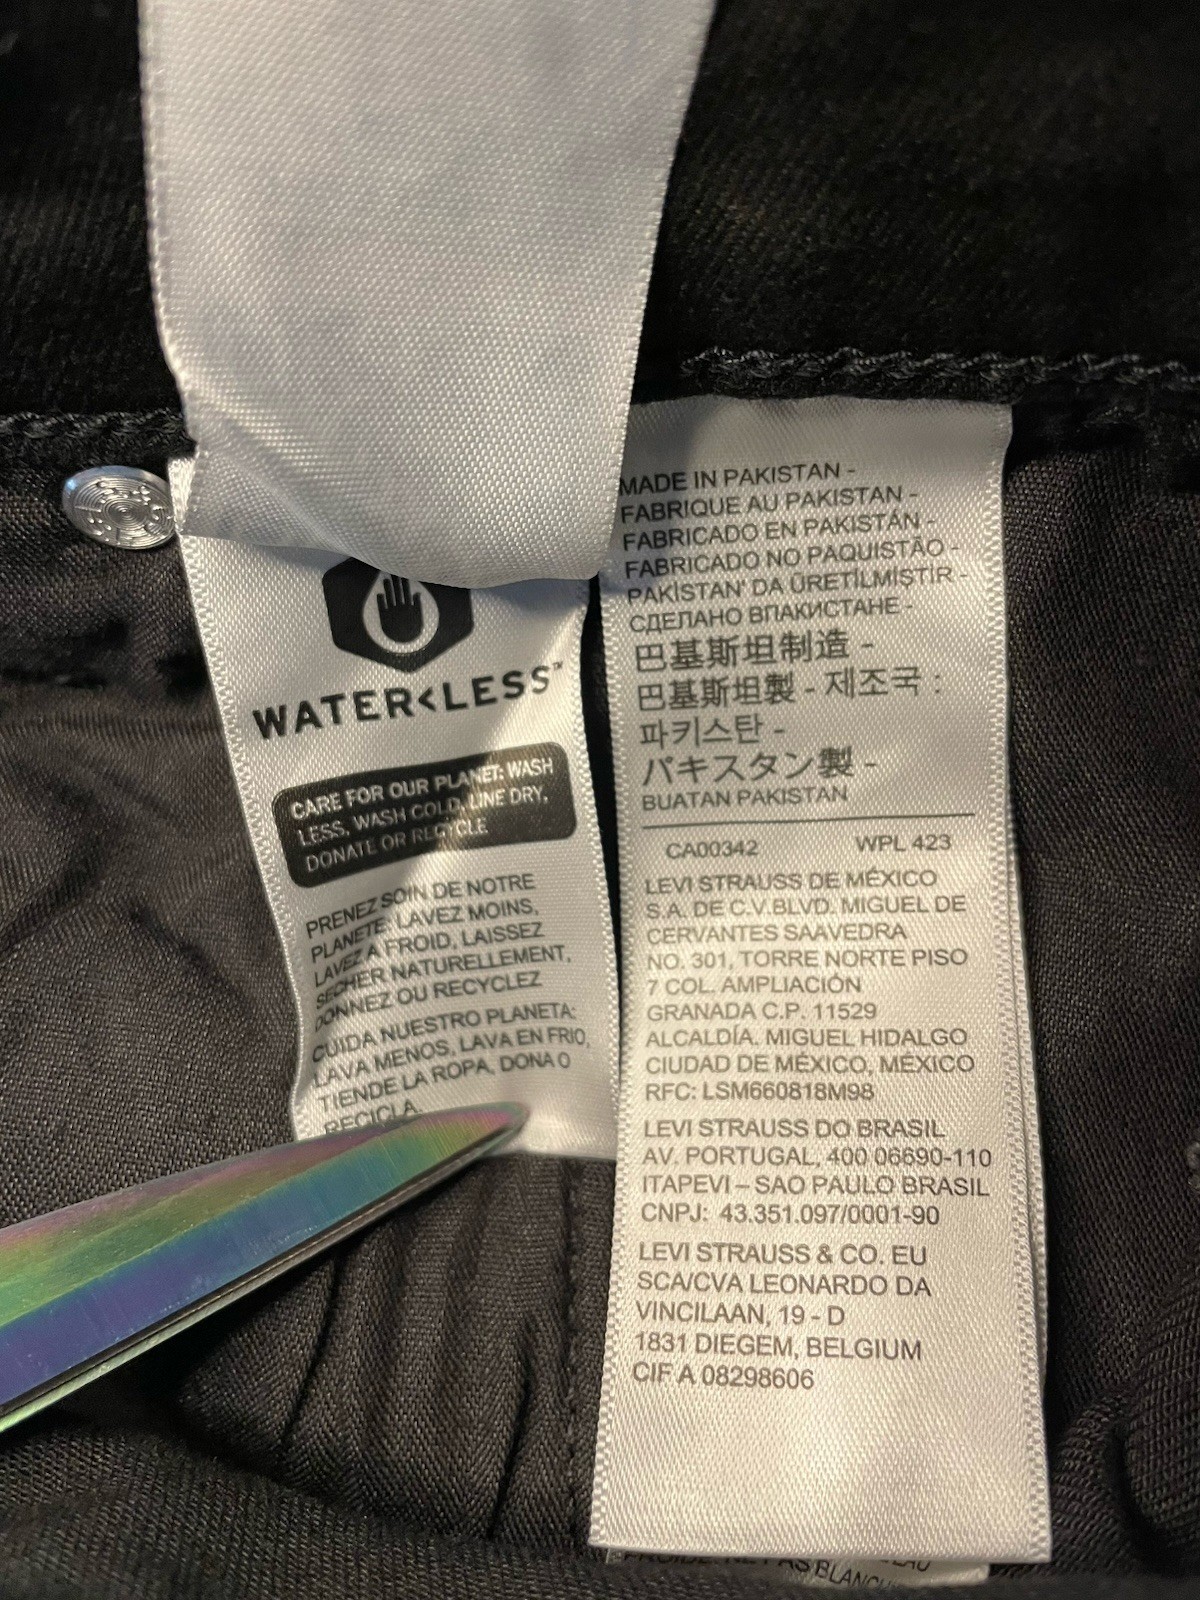 WATER<LESS™
CARE FOR OUR PLANET: WASH
LESS, WASH COLD, LINE DRY,
DONATE OR RECYCLE
PRENEZ SOIN DE NOTRE
PLANETE: LAVEZ MOINS,
LAVEZ A FROID, LAISSEZ
SECHER NATURELLEMENT,
DONNEZ OU RECYCLEZ
CUIDA NUESTRO PLANETA:
LAVA MENOS, LAVA EN FRIO,
TIENDE LA ROPA, DONA O
RECICLA.
MADE IN PAKISTAN -
FABRIQUE AU PAKISTAN -
FABRICADO EN PAKISTÁN -
FABRICADO NO PAQUISTÃO -
PAKİSTAN' DA ÜRETİLMİSTİR -
СДЕЛАНО ВПАКИСТАНЕ -
巴基斯坦制造 -
巴基斯坦製 - 제조국 :
파키스탄 -
パキスタン製 -
BUATAN PAKISTAN
CA00342 WPL 423
LEVI STRAUSS DE MÉXICO
S.A. DE C.V.BLVD. MIGUEL DE
CERVANTES SAAVEDRA
NO. 301, TORRE NORTE PISO
7 COL. AMPLIACIÓN
GRANADA C.P. 11529
ALCALDÍA. MIGUEL HIDALGO
CIUDAD DE MÉXICO, MÉXICO
RFC: LSM660818M98
LEVI STRAUSS DO BRASIL
AV. PORTUGAL, 400 06690-110
ITAPEVI – SAO PAULO BRASIL
CNPJ: 43.351.097/0001-90
LEVI STRAUSS & CO. EU
SCA/CVA LEONARDO DA
VINCILAAN, 19 - D
1831 DIEGEM, BELGIUM
CIF A 08298606